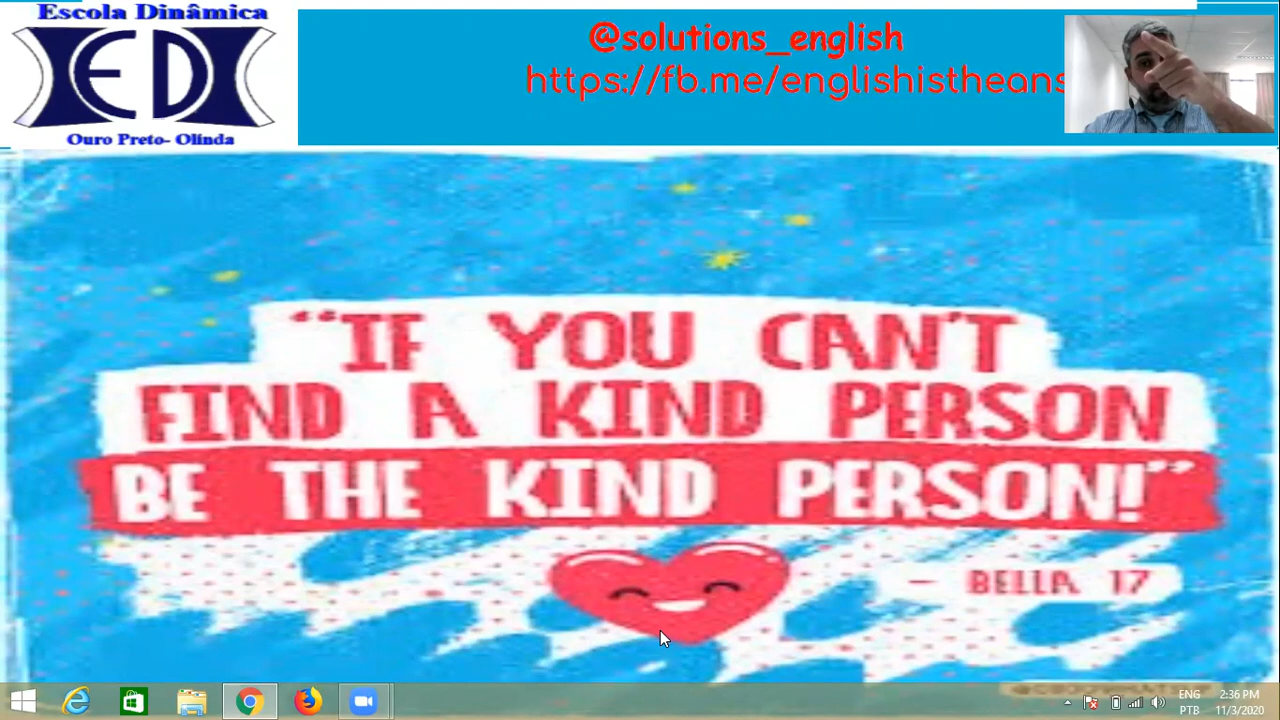 Escola Dinâmica
ED
Ouro Preto- Olinda
@solutions_english
https://fb.me/englishistheans
“IF YOU CAN'T
FIND A KIND PERSON
BE THE KIND PERSON!”
- BELLA, 17
ENG
PTB
2:36 PM
11/3/2020